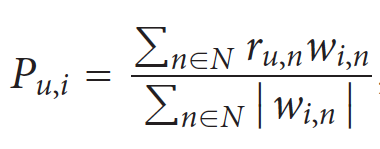 P_{u,i} = \frac{\sum_{n \in N} r_{u,n} w_{i,n}}{\sum_{n \in N} | w_{i,n} |},